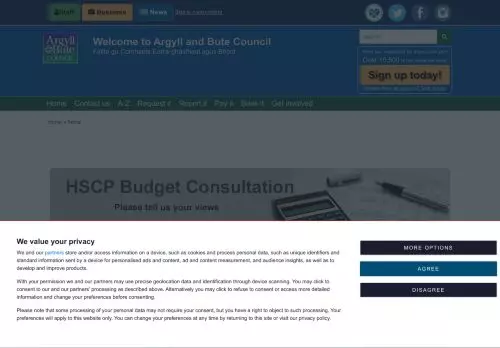 Staff
Business
News
Argyll
& Bute
COUNCIL
Welcome to Argyll and Bute Council
Search
Over 10,500
Sign up today!
Home Contact us A-Z Request it Report it Pay it Book it Get involved
Home » home
HSCP Budget Consultation
Please tell us your views
We value your privacy
We and our partners store and/or access information on a device, such as cookies and process personal data, such as unique identifiers and
standard information sent by a device for personalised ads and content, ad and content measurement, and audience insights, as well as to
develop and improve products.
With your permission we and our partners may use precise geolocation data and identification through device scanning. You may click to
consent to our and our partners' processing as described above. Alternatively you may click to refuse to consent or access more detailed
information and change your preferences before consenting.
Please note that some processing of your personal data may not require your consent, but you have a right to object to such processing. Your
preferences will apply to this website only. You can change your preferences at any time by returning to this site or visit our privacy policy.
MORE OPTIONS
AGREE
DISAGREE